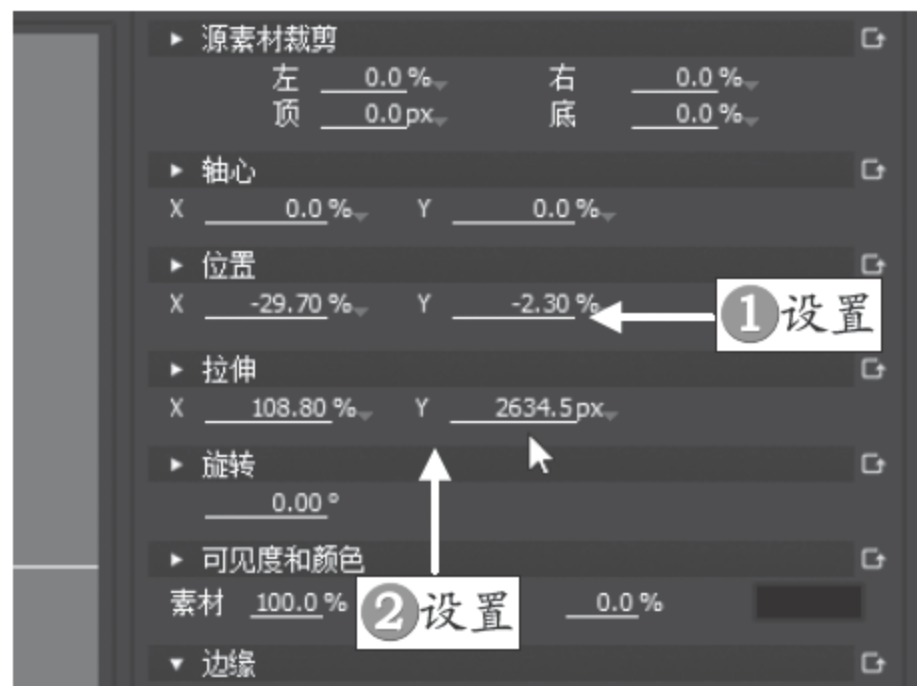 源素材裁剪
左 0.0 % 右 0.0 %
顶 0.0 px 底 0.0 %
轴心
X 0.0 % Y 0.0 %
位置
X -29.70 % Y -2.30 %
1 设置
拉伸
X 108.80 % Y 2634.5 px
旋转
0.00 °
可见度和颜色
素材 100.0 % 0.0 %
2 设置
边缘